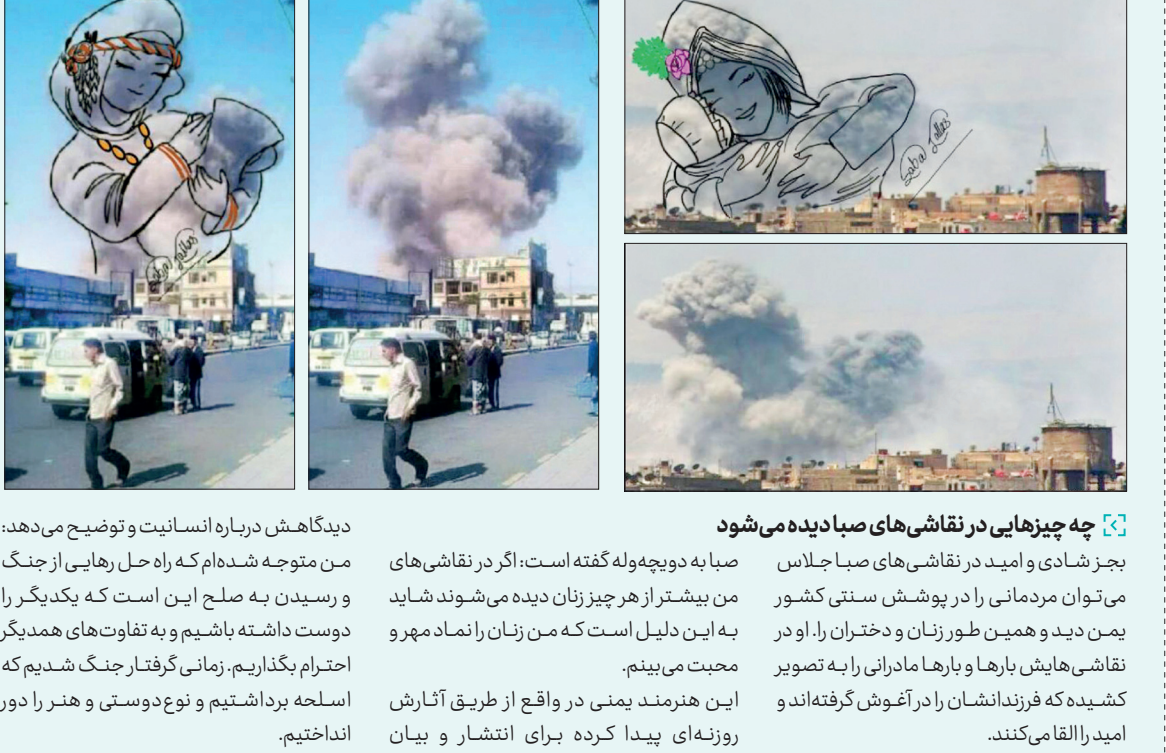 Saba Jallas
Saba Jallas
چه چیزهایی در نقاشی‌های صبا دیده می‌شود
بجز شادی و امید در نقاشی‌های صبا جلاس
می‌توان مردمانی را در پوشش سنتی کشور
یمن دید و همین طور زنان و دختران را. او در
نقاشی‌هایش بارها و بارها مادرانی را به تصویر
کشیده که فرزندانشان را در آغوش گرفته‌اند و
امید را القا می‌کنند.
صبا به دویچه‌وله گفته است: اگر در نقاشی‌های
من بیشتر از هر چیز زنان دیده می‌شوند شاید
به این دلیل است که من زنان را نماد مهر و
محبت می‌بینم.
این هنرمند یمنی در واقع از طریق آثارش
روزنه‌ای پیدا کرده برای انتشار و بیان
دیدگاهش درباره انسانیت و توضیح می‌دهد:
من متوجه شده‌ام که راه حل رهایی از جنگ
و رسیدن به صلح این است که یکدیگر را
دوست داشته باشیم و به تفاوت‌های همدیگر
احترام بگذاریم. زمانی گرفتار جنگ شدیم که
اسلحه برداشتیم و نوع‌دوستی و هنر را دور
انداختیم.